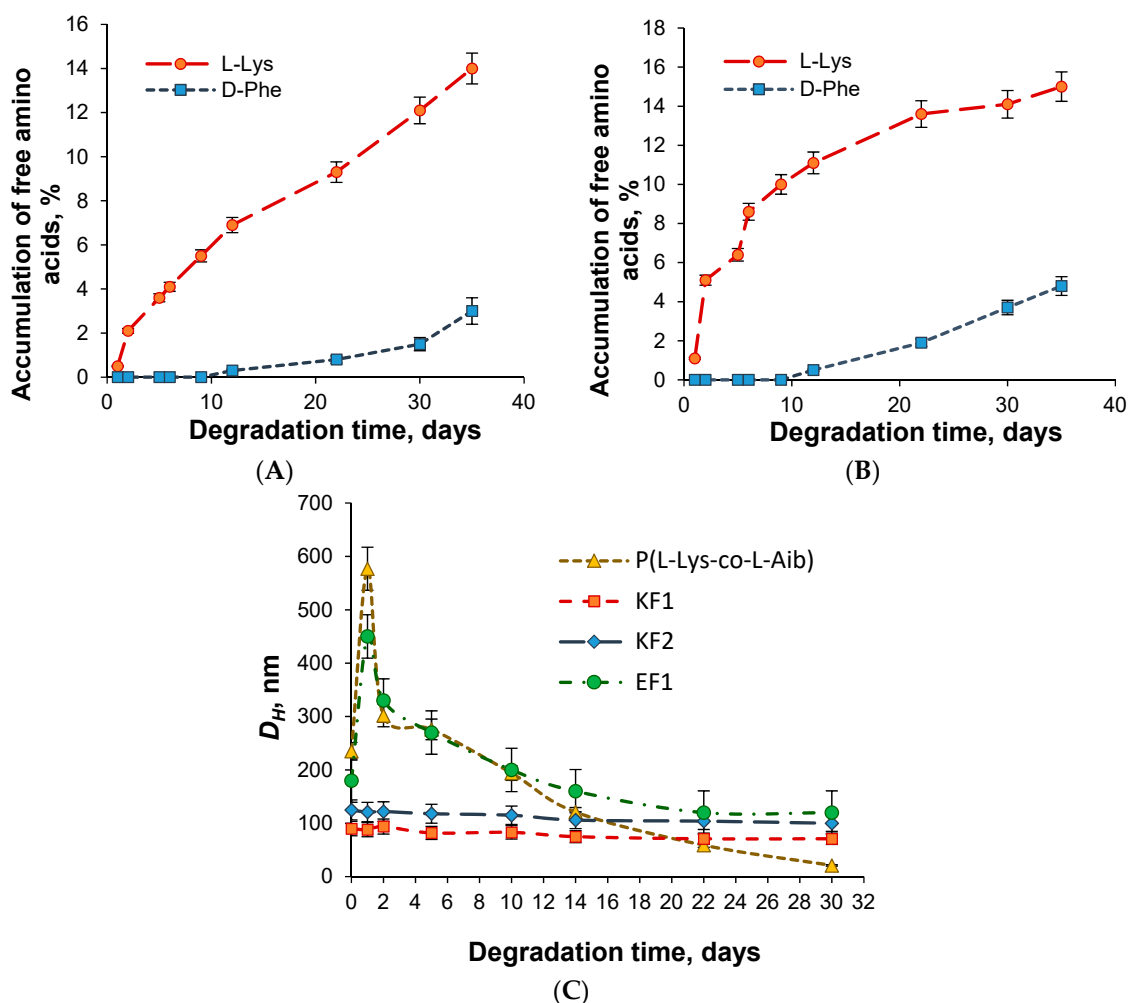 16
14
12
10
8
6
4
2
0
L-Lys
D-Phe
Accumulation of free amino
acids, %
0 10 20 30 40
Degradation time, days
(A)
18
16
14
12
10
8
6
4
2
0
L-Lys
D-Phe
Accumulation of free amino
acids, %
0 10 20 30 40
Degradation time, days
(B)
700
600
500
400
300
200
100
0
P(L-Lys-co-L-Aib)
KF1
KF2
EF1
DH, nm
0 2 4 6 8 10 12 14 16 18 20 22 24 26 28 30 32
Degradation time, days
(C)